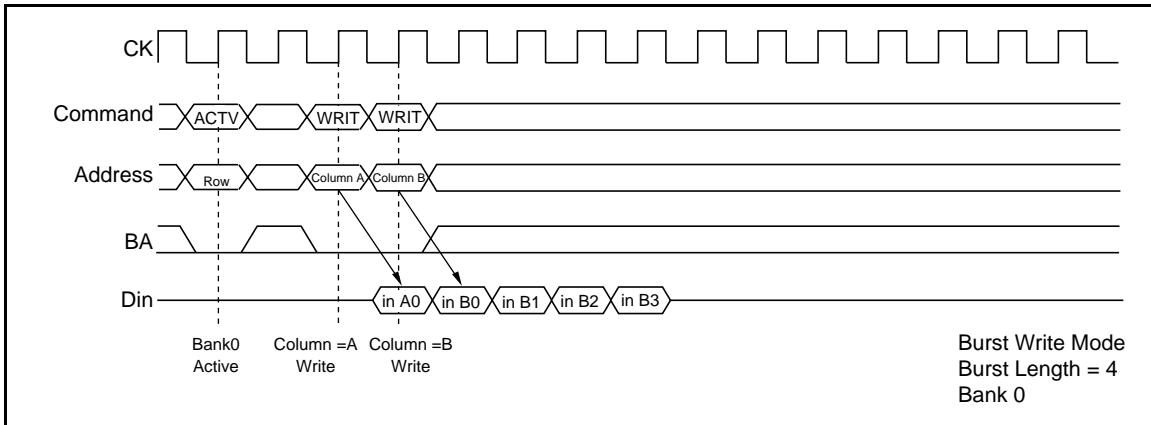 CK
Command ACTV WRIT WRIT
Address Row Column A Column B
BA
Din in A0 in B0 in B1 in B2 in B3
Bank0 Column =A Column =B
Active Write Write
Burst Write Mode
Burst Length = 4
Bank 0